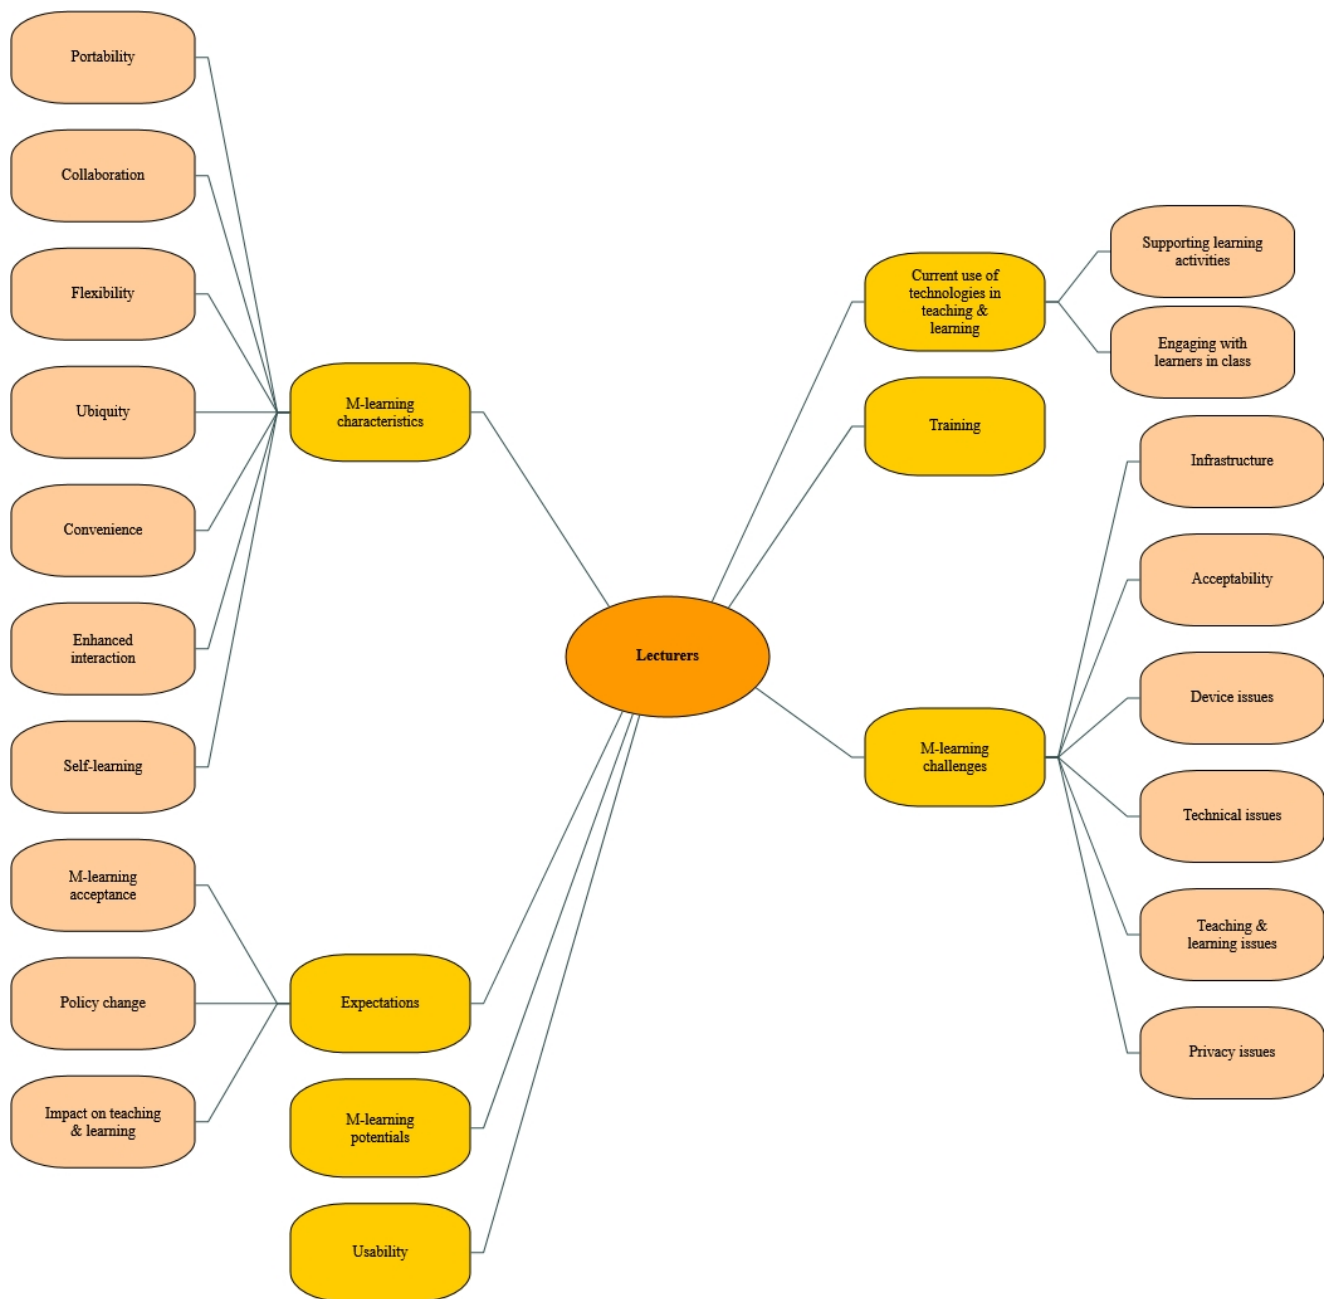 Portability
Collaboration
Flexibility
Ubiquity
Convenience
Enhanced
interaction
Self-learning
M-learning
characteristics
M-learning
acceptance
Policy change
Impact on teaching
& learning
Expectations
M-learning
potentials
Usability
Lecturers
Current use of
technologies in
teaching &
learning
Supporting learning
activities
Engaging with
learners in class
Training
M-learning
challenges
Infrastructure
Acceptability
Device issues
Technical issues
Teaching &
learning issues
Privacy issues